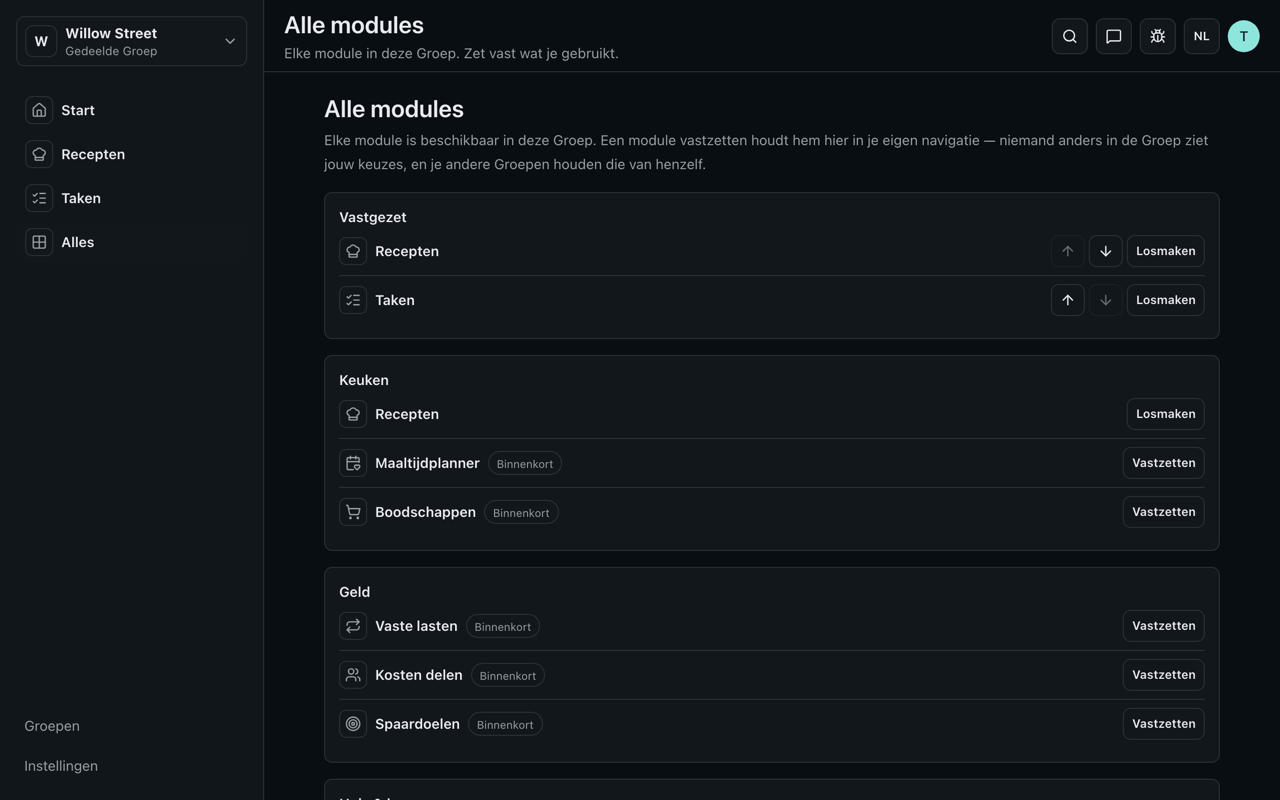 W
Willow Street
Gedeelde Groep
Start
Recepten
Taken
Alles
Groepen
Instellingen
Alle modules
Elke module in deze Groep. Zet vast wat je gebruikt.
NL
T
Alle modules
Elke module is beschikbaar in deze Groep. Een module vastzetten houdt hem hier in je eigen navigatie — niemand anders in de Groep ziet
jouw keuzes, en je andere Groepen houden die van henzelf.
Vastgezet
Recepten Losmaken
Taken Losmaken
Keuken
Recepten Losmaken
Maaltijdplanner Binnenkort Vastzetten
Boodschappen Binnenkort Vastzetten
Geld
Vaste lasten Binnenkort Vastzetten
Kosten delen Binnenkort Vastzetten
Spaardoelen Binnenkort Vastzetten